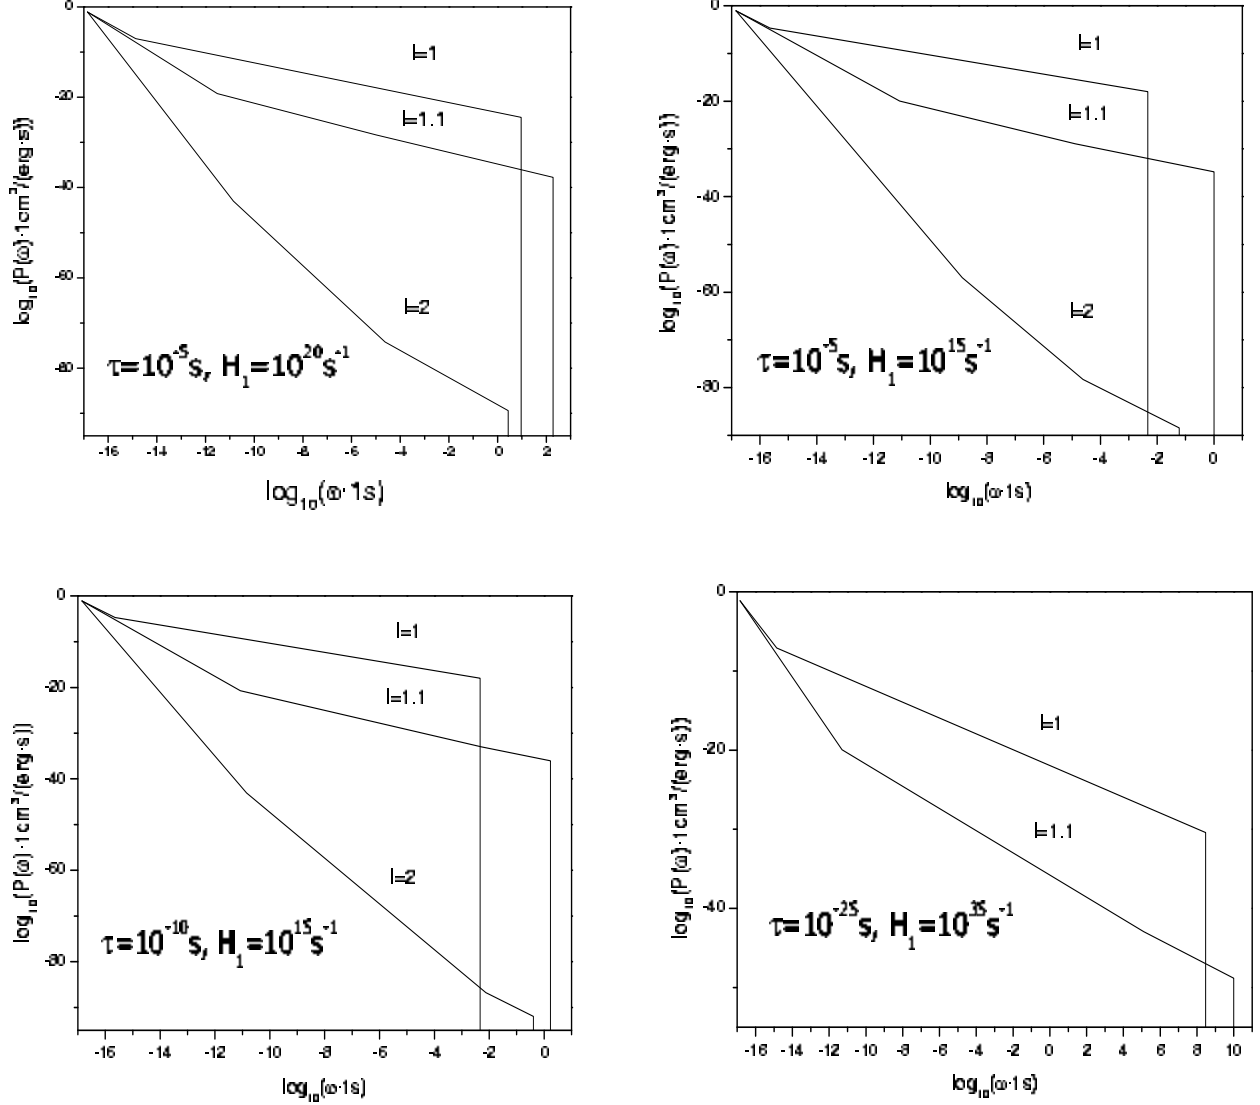 0
-20
-40
-60
-80
log10(P(ω)·1cm³/(erg·s))
l=1
l=1.1
l=2
τ=10⁻⁵s, H₁=10²⁰s⁻¹
-16 -14 -12 -10 -8 -6 -4 -2 0 2
log₁₀(ω·1s)
0
-20
-40
-60
-80
log₁₀(P(ω)·1cm³/(erg·s))
l=1
l=1.1
l=2
τ=10⁻⁵s, H₁=10¹⁵s⁻¹
-16 -14 -12 -10 -8 -6 -4 -2 0
log₁₀(ω·1s)
0
-20
-40
-60
-80
log₁₀(P(ω)·1cm³/(erg·s))
l=1
l=1.1
l=2
τ=10⁻¹⁰s, H₁=10¹⁵s⁻¹
-16 -14 -12 -10 -8 -6 -4 -2 0
log₁₀(ω·1s)
0
-20
-40
log₁₀(P(ω)·1cm³/(erg·s))
l=1
l=1.1
τ=10⁻²⁵s, H₁=10³⁵s⁻¹
-16 -14 -12 -10 -8 -6 -4 -2 0 2 4 6 8 10
log₁₀(ω·1s)